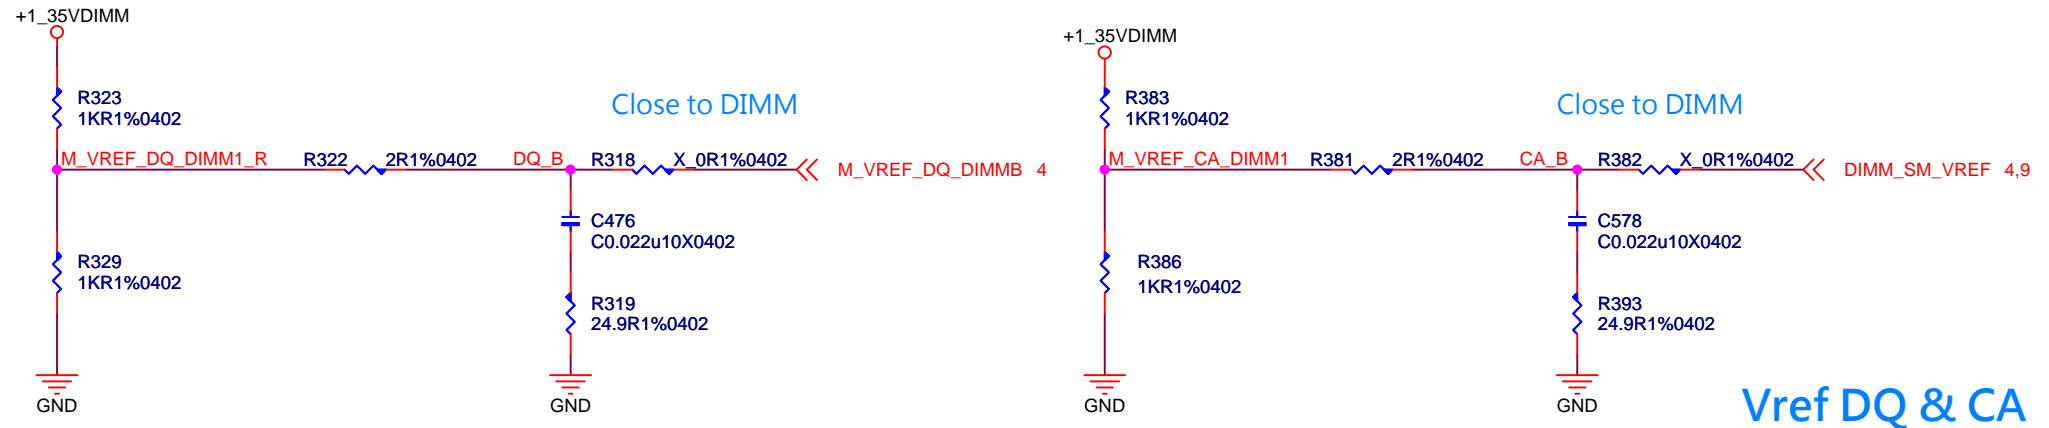 +1_35VDIMM
R323
1KR1%0402
Close to DIMM
M_VREF_DQ_DIMM1_R
R322
2R1%0402
DQ_B
R318
X_0R1%0402
M_VREF_DQ_DIMMB 4
C476
C0.022u10X0402
R329
1KR1%0402
R319
24.9R1%0402
GND
GND
+1_35VDIMM
R383
1KR1%0402
Close to DIMM
M_VREF_CA_DIMM1
R381
2R1%0402
CA_B
R382
X_0R1%0402
DIMM_SM_VREF 4,9
C578
C0.022u10X0402
R386
1KR1%0402
R393
24.9R1%0402
GND
GND
Vref DQ & CA